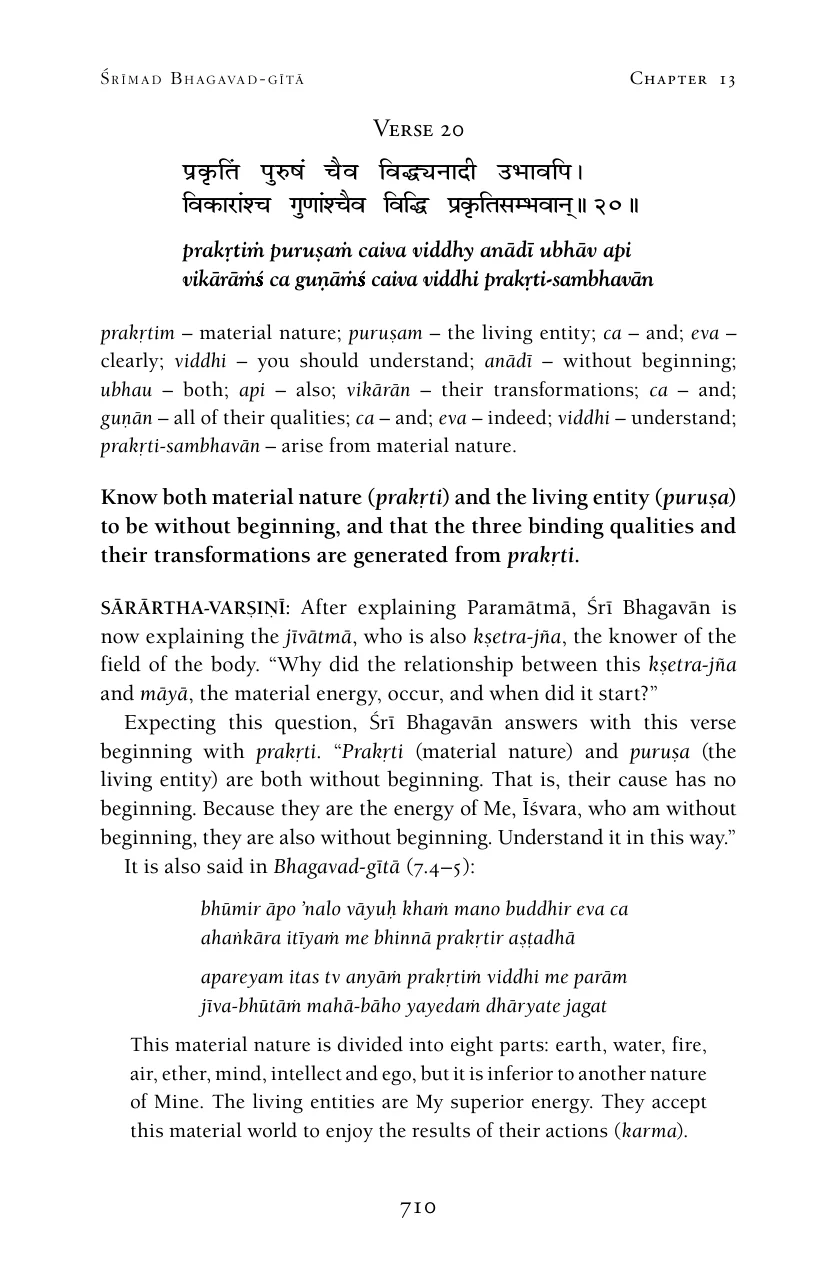 Śrīmad Bhagavad-gītā Chapter 13
Verse 20
प्रकृतिं पुरुषं चैव विद्ध्यनादी उभावपि।
विकारांश्च गुणांश्चैव विद्धि प्रकृतिसम्भवान्॥ २०॥
prakṛtiṁ puruṣaṁ caiva viddhy anādī ubhāv api
vikārāṁś ca guṇāṁś caiva viddhi prakṛti-sambhavān
prakṛtim – material nature; puruṣam – the living entity; ca – and; eva –
clearly; viddhi – you should understand; anādī – without beginning;
ubhau – both; api – also; vikārān – their transformations; ca – and;
guṇān – all of their qualities; ca – and; eva – indeed; viddhi – understand;
prakṛti-sambhavān – arise from material nature.
Know both material nature (prakṛti) and the living entity (puruṣa)
to be without beginning, and that the three binding qualities and
their transformations are generated from prakṛti.
SĀRĀRTHA-VARṢIṆĪ: After explaining Paramātmā, Śrī Bhagavān is
now explaining the jīvātmā, who is also kṣetra-jña, the knower of the
field of the body. “Why did the relationship between this kṣetra-jña
and māyā, the material energy, occur, and when did it start?”
Expecting this question, Śrī Bhagavān answers with this verse
beginning with prakṛti. “Prakṛti (material nature) and puruṣa (the
living entity) are both without beginning. That is, their cause has no
beginning. Because they are the energy of Me, Īśvara, who am without
beginning, they are also without beginning. Understand it in this way.”
It is also said in Bhagavad-gītā (7.4–5):
bhūmir āpo ’nalo vāyuḥ khaṁ mano buddhir eva ca
ahaṅkāra itīyaṁ me bhinnā prakṛtir aṣṭadhā
apareyam itas tv anyāṁ prakṛtiṁ viddhi me parām
jīva-bhūtāṁ mahā-bāho yayedaṁ dhāryate jagat
This material nature is divided into eight parts: earth, water, fire,
air, ether, mind, intellect and ego, but it is inferior to another nature
of Mine. The living entities are My superior energy. They accept
this material world to enjoy the results of their actions (karma).
710